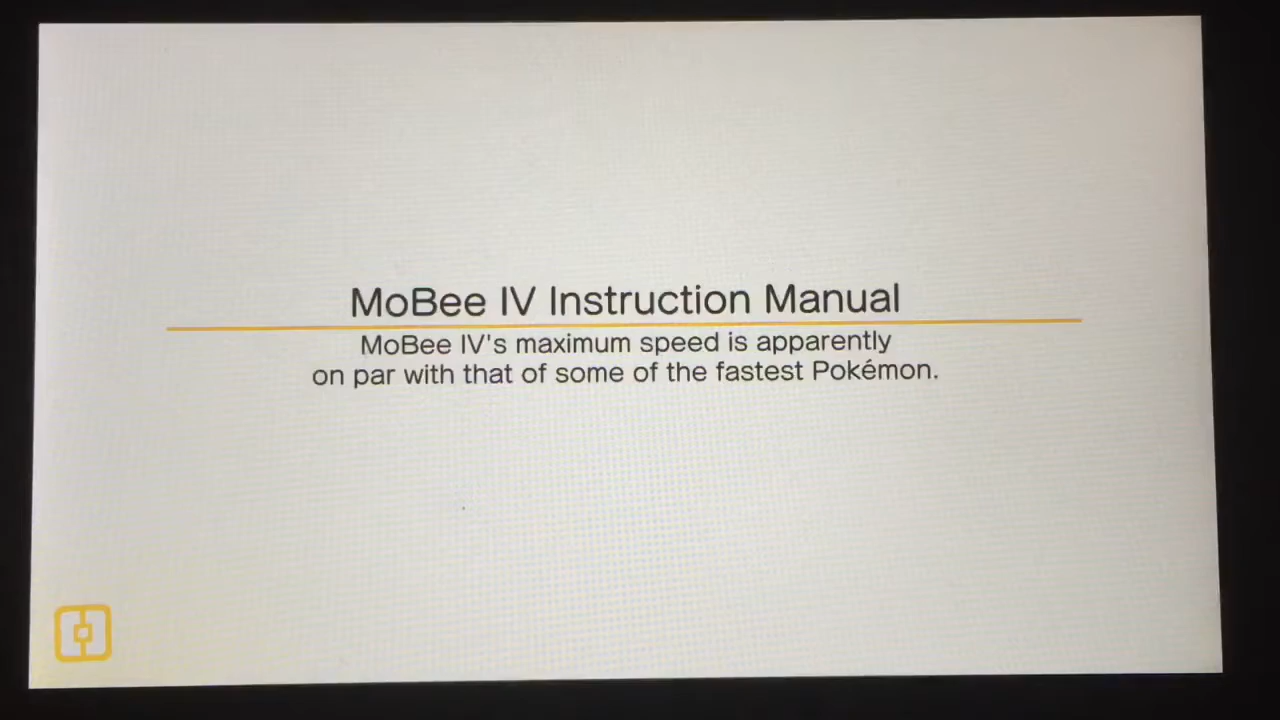 MoBee IV Instruction Manual
MoBee IV's maximum speed is apparently
on par with that of some of the fastest Pokémon.